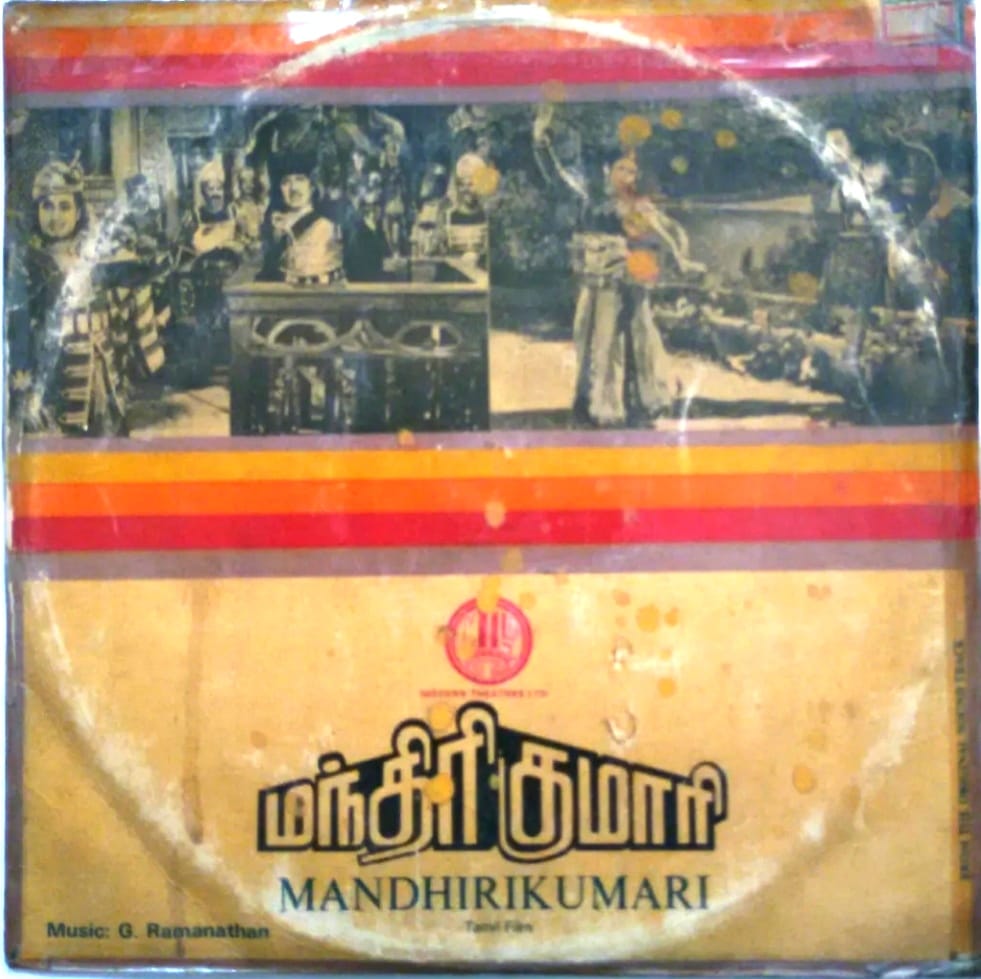 MODERN THEATRES LTD
மந்திரி குமாரி
MANDHIRIKUMARI
Tamil Film
Music: G. Ramanathan